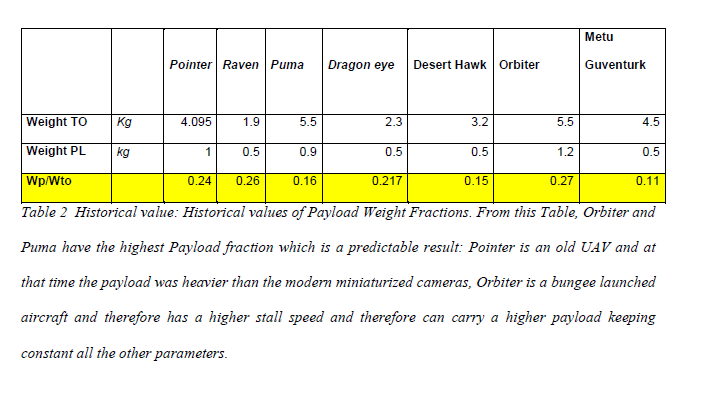 Metu
Pointer Raven Puma Dragon eye Desert Hawk Orbiter Guventurk
Weight TO Kg 4.095 1.9 5.5 2.3 3.2 5.5 4.5
Weight PL kg 1 0.5 0.9 0.5 0.5 1.2 0.5
Wp/Wto 0.24 0.26 0.16 0.217 0.15 0.27 0.11
Table 2 Historical value: Historical values of Payload Weight Fractions. From this Table, Orbiter and
Puma have the highest Payload fraction which is a predictable result: Pointer is an old UAV and at
that time the payload was heavier than the modern miniaturized cameras, Orbiter is a bungee launched
aircraft and therefore has a higher stall speed and therefore can carry a higher payload keeping
constant all the other parameters.